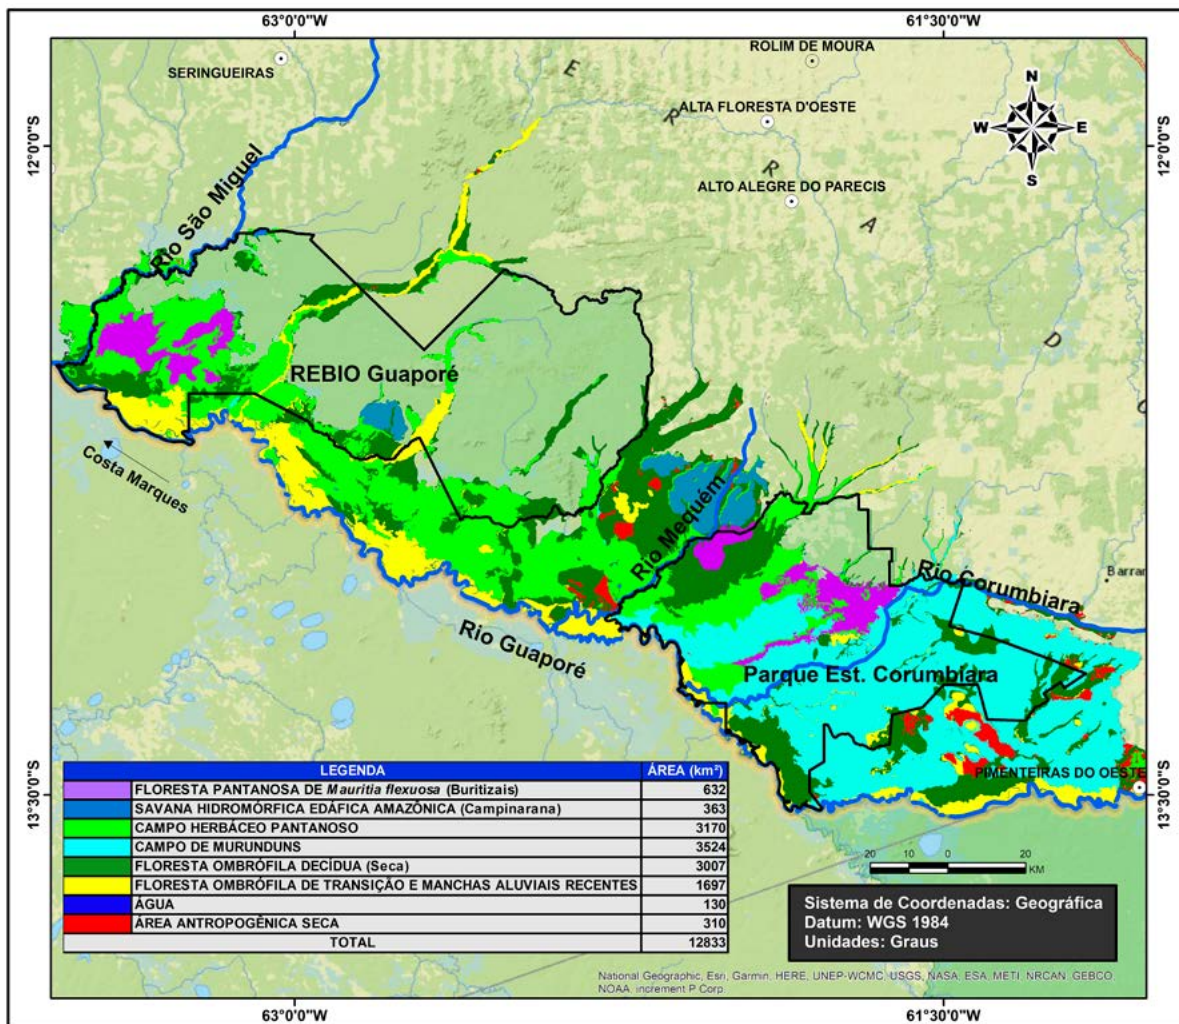 63°0'0"W
61°30'0"W
ROLIM DE MOURA
SERINGUEIRAS
E
R
R
A
D
O
ALTA FLORESTA D'OESTE
N
W
E
S
12°0'0"S
12°0'0"S
ALTO ALEGRE DO PARECIS
Rio São Miguel
REBIO Guaporé
Costa Marques
Rio Mequém
Rio Corumbiara
Barran
Rio Guaporé
Parque Est. Corumbiara
PIMENTEIRAS DO OESTE
13°30'0"S
13°30'0"S
LEGENDA ÁREA (km²)
FLORESTA PANTANOSA DE Mauritia flexuosa (Buritizais) 632
SAVANA HIDROMÓRFICA EDÁFICA AMAZÔNICA (Campinarana) 363
CAMPO HERBÁCEO PANTANOSO 3170
CAMPO DE MURUNDUNS 3524
FLORESTA OMBRÓFILA DECÍDUA (Seca) 3007
FLORESTA OMBRÓFILA DE TRANSIÇÃO E MANCHAS ALUVIAIS RECENTES 1697
ÁGUA 130
ÁREA ANTROPOGÊNICA SECA 310
TOTAL 12833
20 10 0 20
KM
Sistema de Coordenadas: Geográfica
Datum: WGS 1984
Unidades: Graus
National Geographic, Esri, Garmin, HERE, UNEP-WCMC, USGS, NASA, ESA, METI, NRCAN, GEBCO,
NOAA, increment P Corp.
63°0'0"W
61°30'0"W